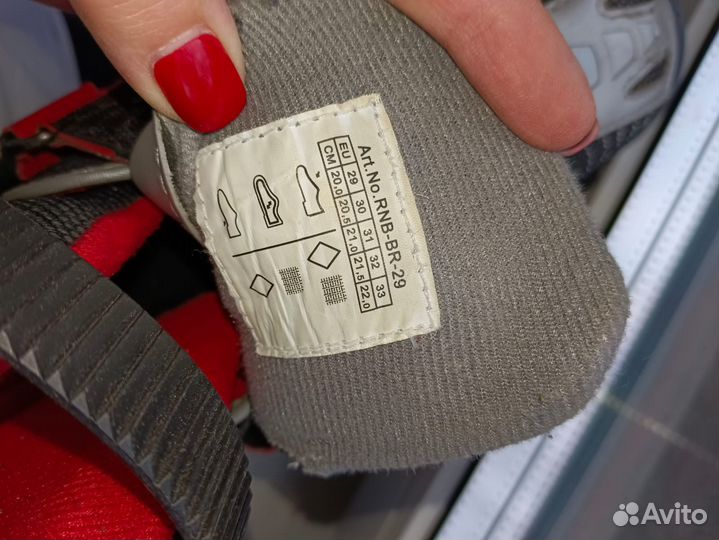 Art.No.RNB-BR-29
EU 29 30 31 32 33
CM 20,0 20,5 21,0 21,5 22,0
Avito